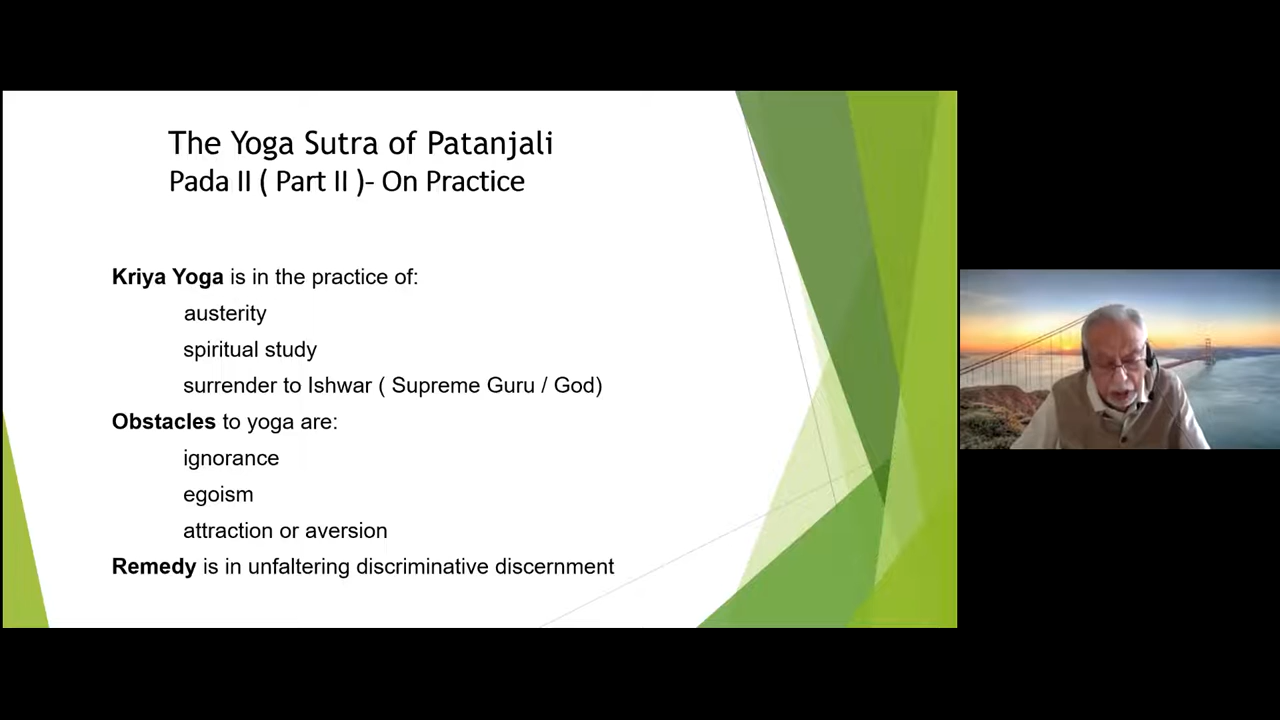 The Yoga Sutra of Patanjali
Pada II ( Part II )- On Practice
Kriya Yoga is in the practice of:
austerity
spiritual study
surrender to Ishwar ( Supreme Guru / God)
Obstacles to yoga are:
ignorance
egoism
attraction or aversion
Remedy is in unfaltering discriminative discernment